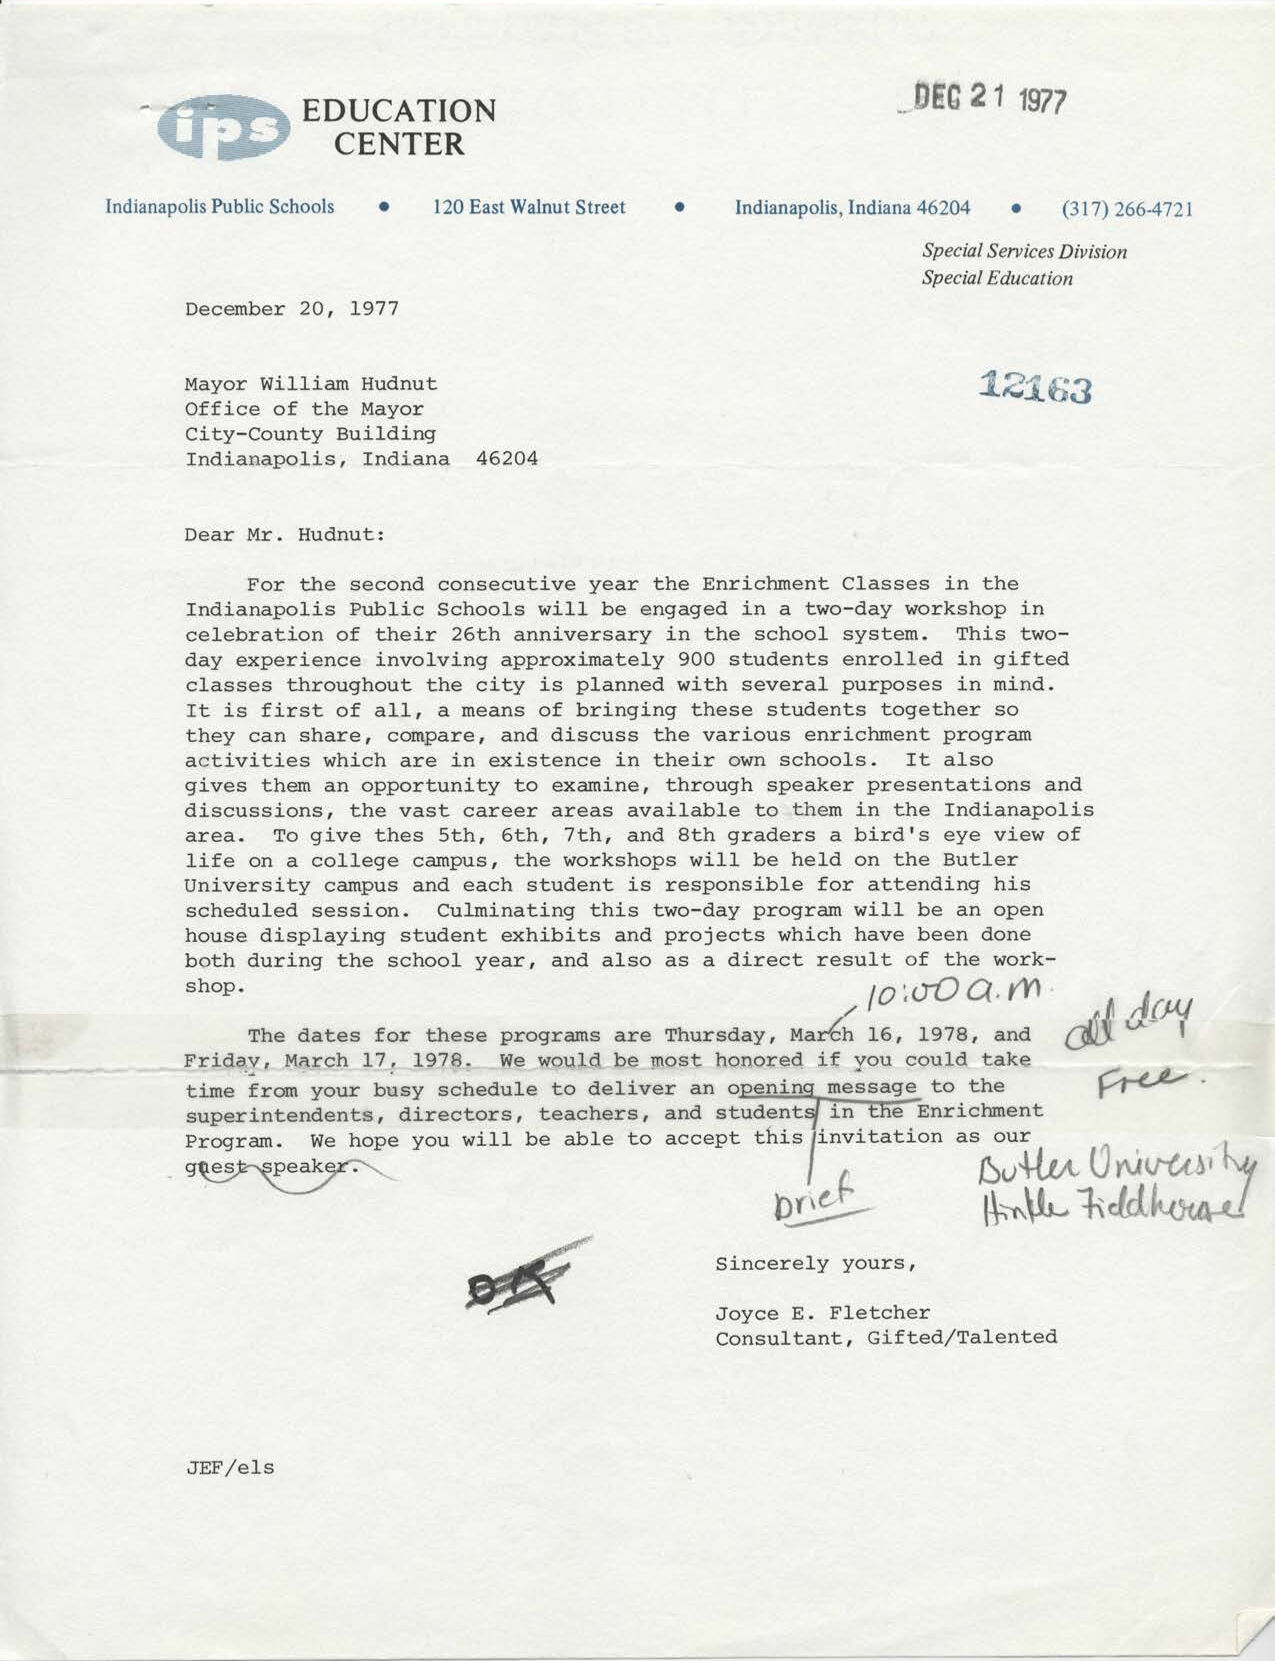 ips EDUCATION
CENTER
DEC 21 1977
Indianapolis Public Schools • 120 East Walnut Street • Indianapolis, Indiana 46204 • (317) 266-4721
Special Services Division
Special Education
December 20, 1977
12163
Mayor William Hudnut
Office of the Mayor
City-County Building
Indianapolis, Indiana 46204
Dear Mr. Hudnut:
For the second consecutive year the Enrichment Classes in the
Indianapolis Public Schools will be engaged in a two-day workshop in
celebration of their 26th anniversary in the school system. This two-
day experience involving approximately 900 students enrolled in gifted
classes throughout the city is planned with several purposes in mind.
It is first of all, a means of bringing these students together so
they can share, compare, and discuss the various enrichment program
activities which are in existence in their own schools. It also
gives them an opportunity to examine, through speaker presentations and
discussions, the vast career areas available to them in the Indianapolis
area. To give thes 5th, 6th, 7th, and 8th graders a bird's eye view of
life on a college campus, the workshops will be held on the Butler
University campus and each student is responsible for attending his
scheduled session. Culminating this two-day program will be an open
house displaying student exhibits and projects which have been done
both during the school year, and also as a direct result of the work-
shop.
10:00 a.m.
all day
Free.
The dates for these programs are Thursday, March 16, 1978, and
Friday, March 17, 1978. We would be most honored if you could take
time from your busy schedule to deliver an opening message to the
superintendents, directors, teachers, and students in the Enrichment
Program. We hope you will be able to accept this invitation as our
guest speaker.
brief
Butler University
Hinkle Fieldhouse
OK
Sincerely yours,
Joyce E. Fletcher
Consultant, Gifted/Talented
JEF/els